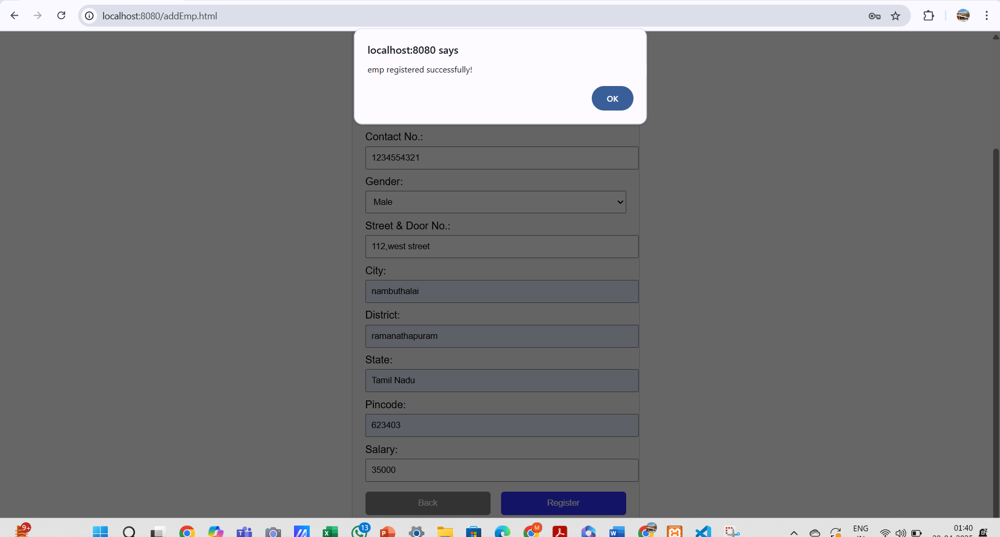 localhost:8080/addEmp.html
localhost:8080 says
emp registered successfully!
OK
Contact No.:
1234554321
Gender:
Male
Street & Door No.:
112,west street
City:
nambuthalai
District:
ramanathapuram
State:
Tamil Nadu
Pincode:
623403
Salary:
35000
Back
Register
9+
13
M
ENG
01:40